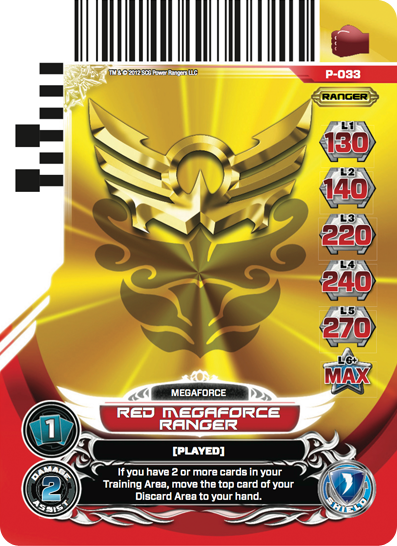 TM & © 2012 SCG Power Rangers LLC
P-033
RANGER
L1
130
L2
140
L3
220
L4
240
L5
270
L6+
MAX
MEGAFORCE
RED MEGAFORCE
RANGER
1
[PLAYED]
If you have 2 or more cards in your
Training Area, move the top card of your
Discard Area to your hand.
DAMAGE
2
ASSIST
SHIELD